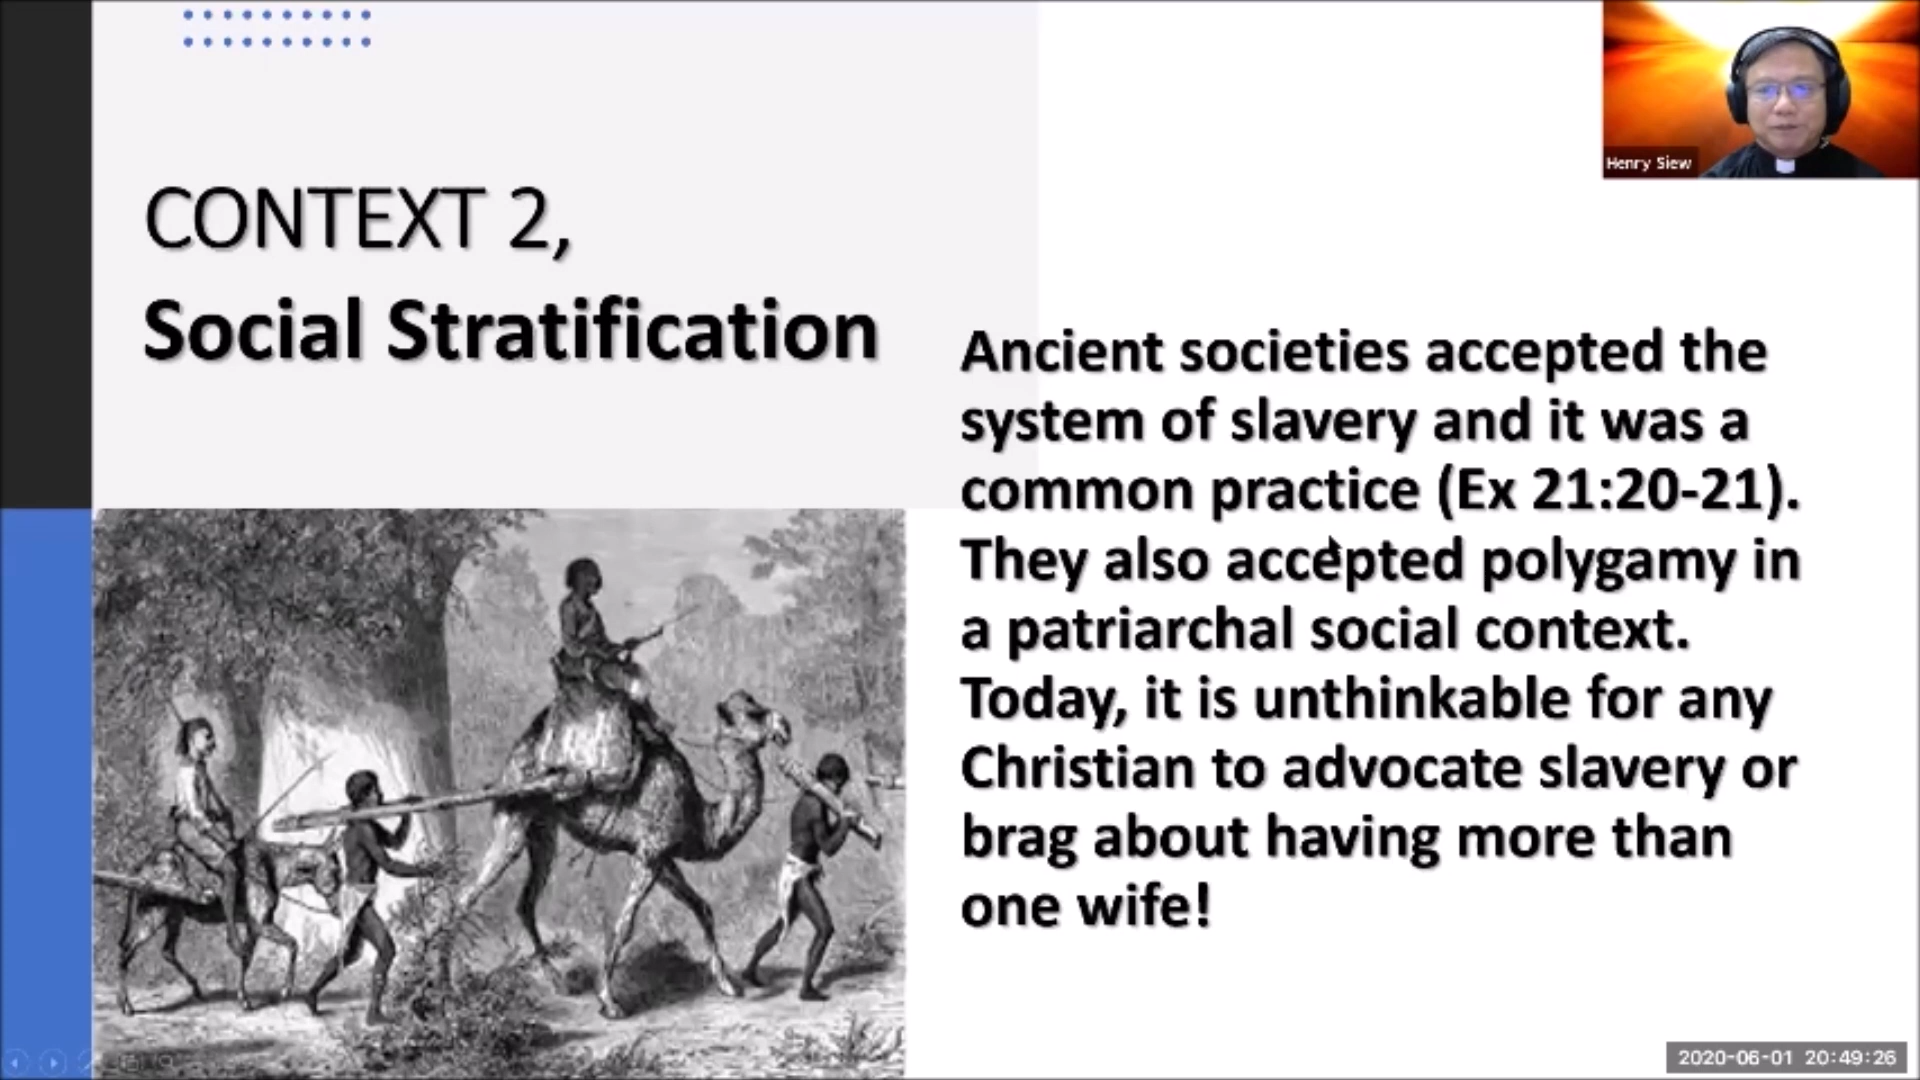 CONTEXT 2,
Social Stratification
Ancient societies accepted the
system of slavery and it was a
common practice (Ex 21:20-21).
They also accepted polygamy in
a patriarchal social context.
Today, it is unthinkable for any
Christian to advocate slavery or
brag about having more than
one wife!
Henry Siew
2020-06-01 20:49:26